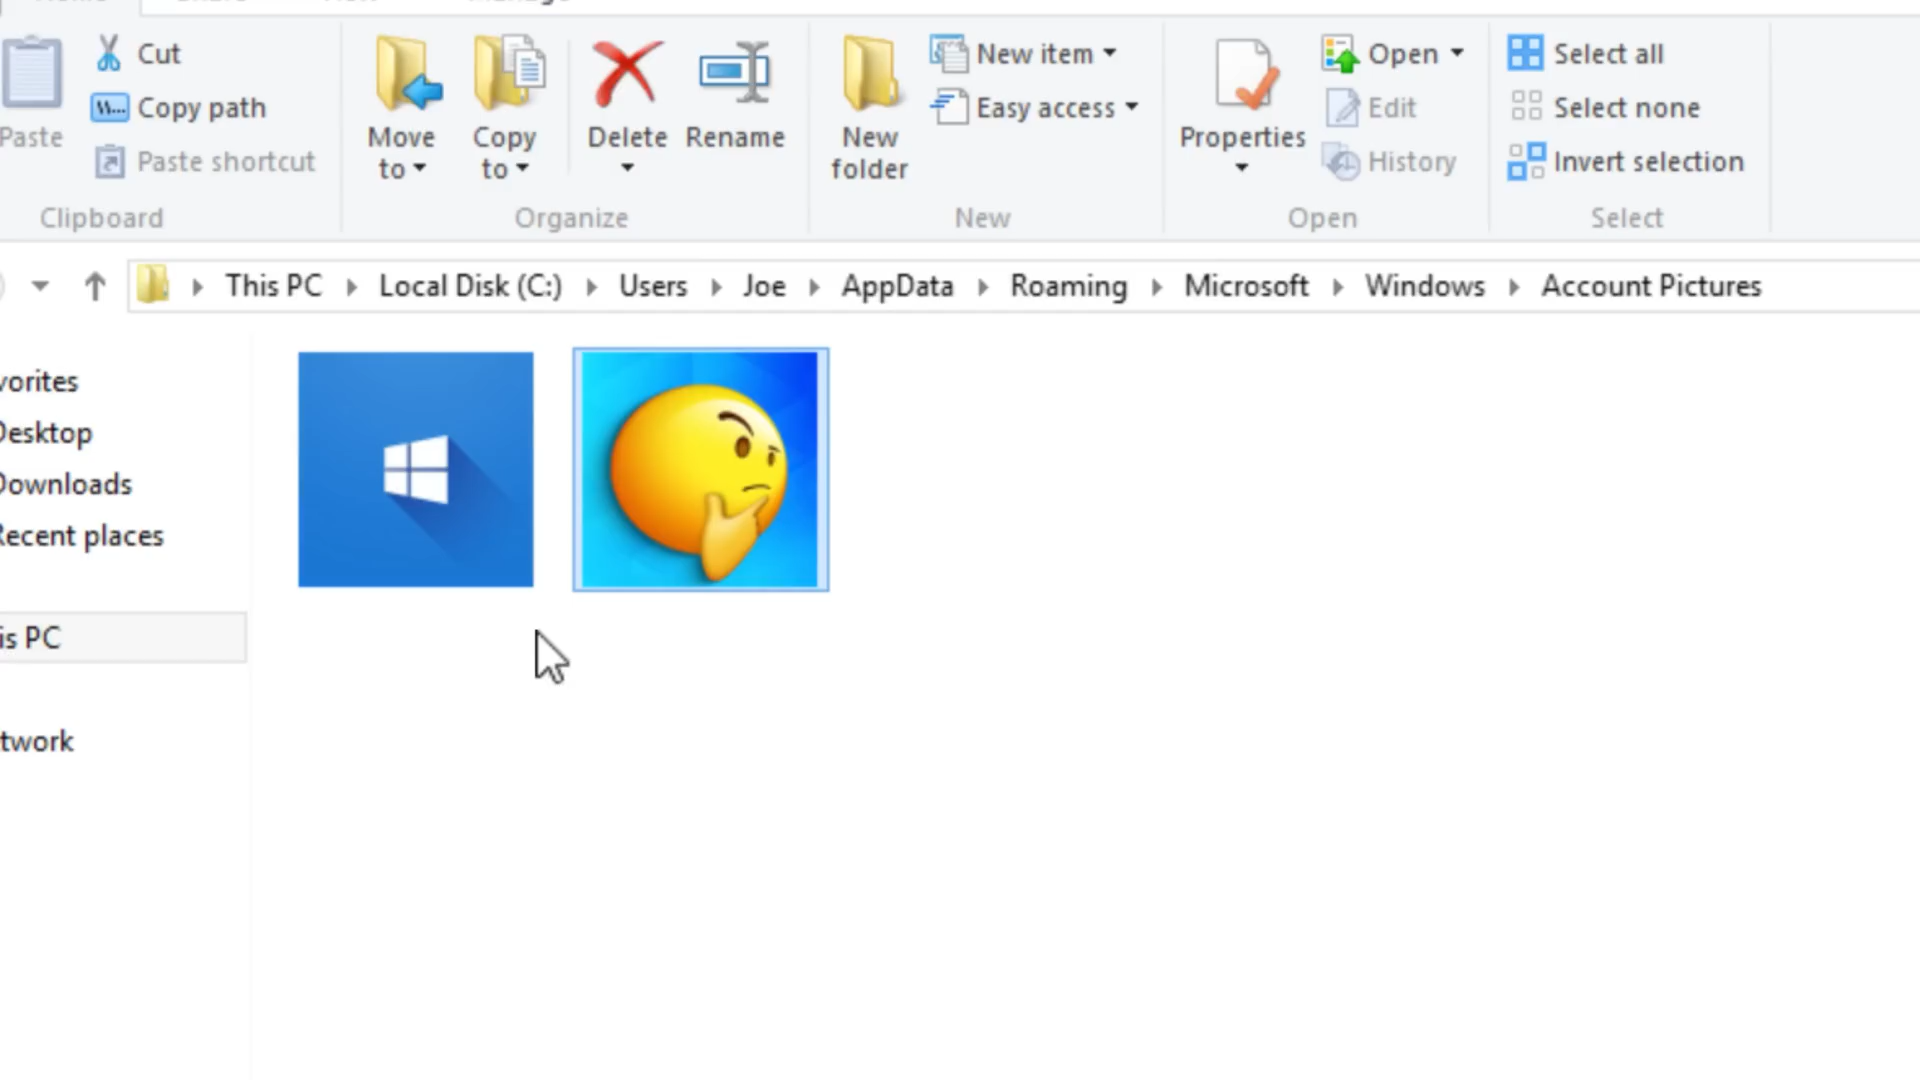 Cut
Copy path
Paste
Paste shortcut
Clipboard
Move to
Copy to
Delete
Rename
Organize
New folder
New item
Easy access
New
Properties
Open
Edit
History
Open
Select all
Select none
Invert selection
Select
This PC
Local Disk (C:)
Users
Joe
AppData
Roaming
Microsoft
Windows
Account Pictures
vorites
Desktop
Downloads
Recent places
is PC
twork